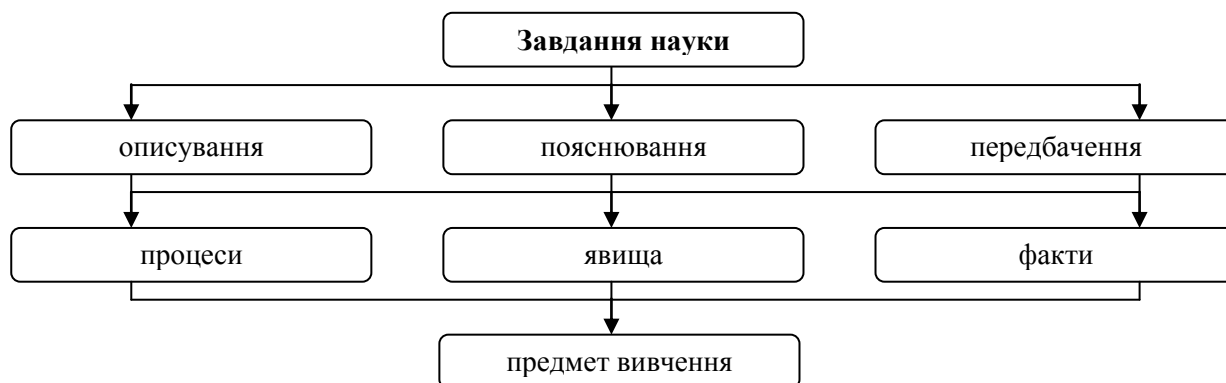 Завдання науки
описування
пояснювання
передбачення
процеси
явища
факти
предмет вивчення